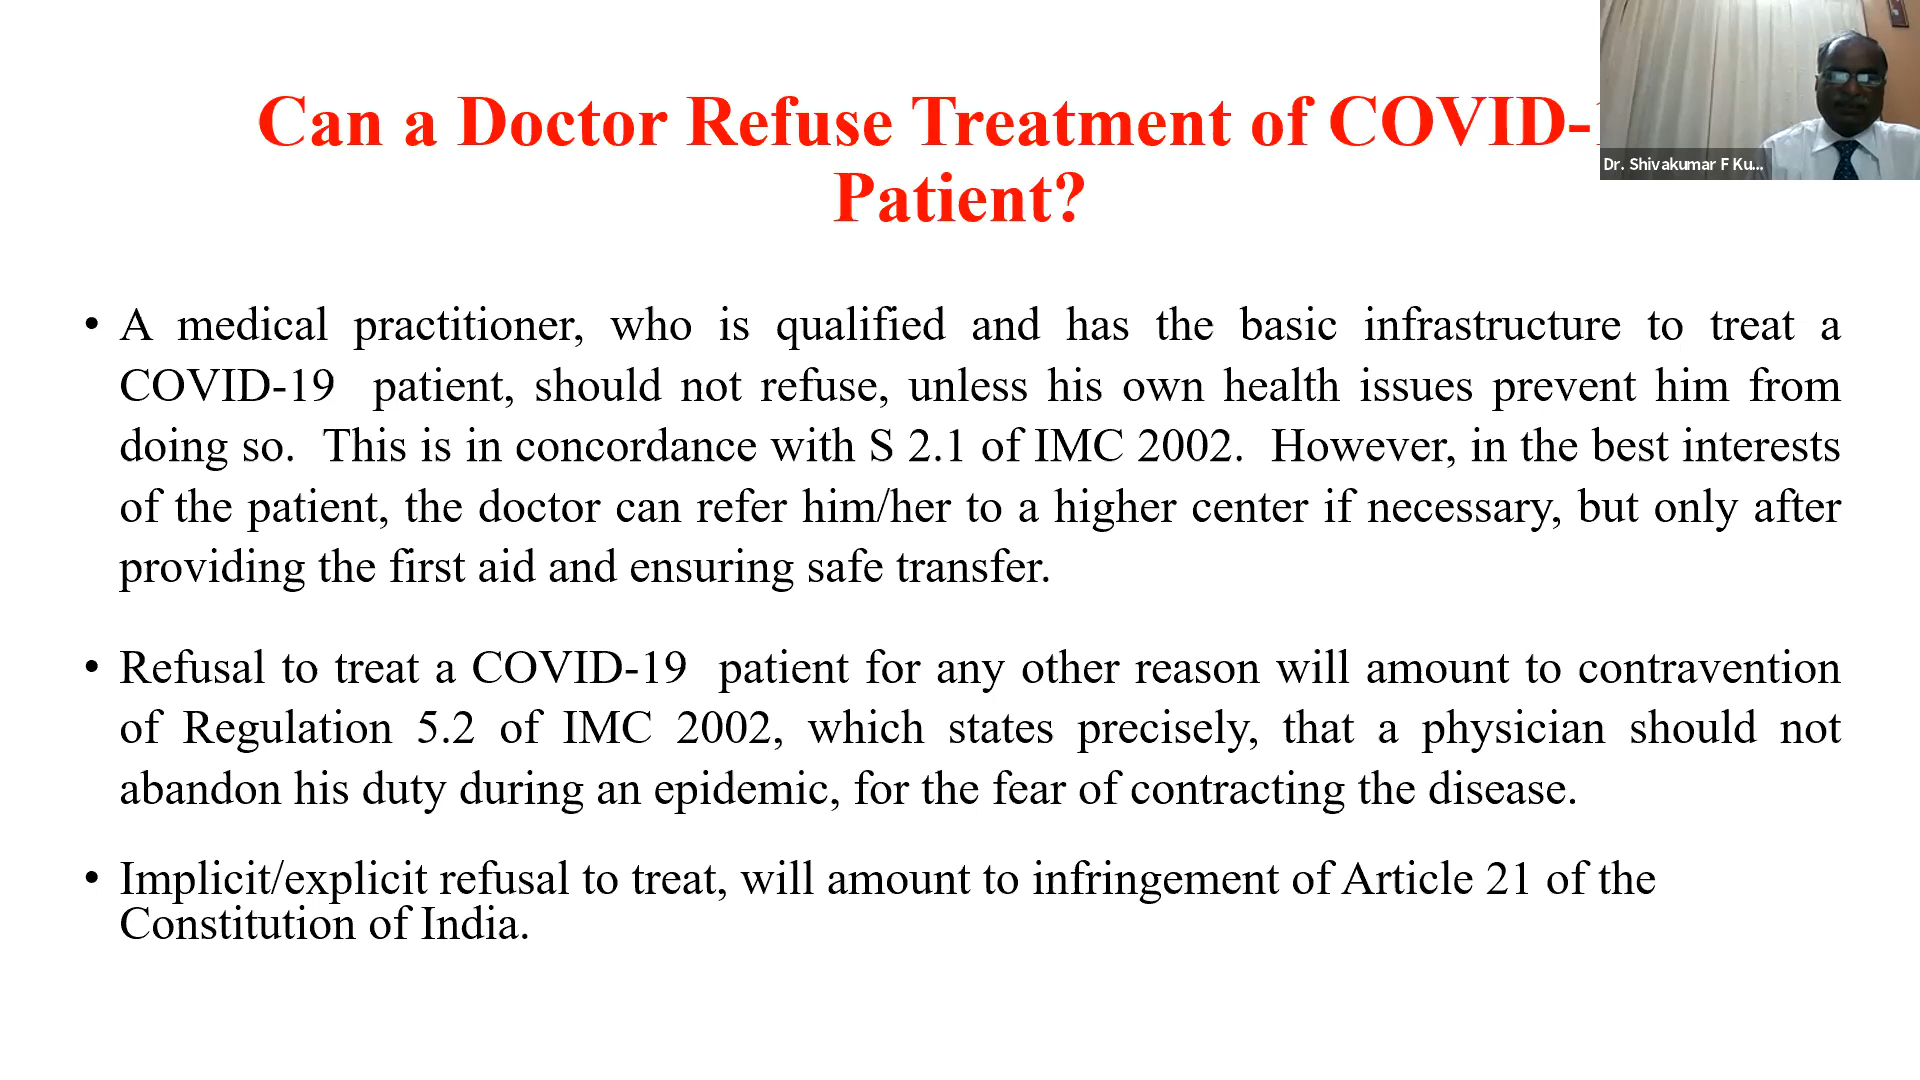 Can a Doctor Refuse Treatment of COVID-
Patient?
Dr. Shivakumar F Ku...
• A medical practitioner, who is qualified and has the basic infrastructure to treat a
COVID-19 patient, should not refuse, unless his own health issues prevent him from
doing so. This is in concordance with S 2.1 of IMC 2002. However, in the best interests
of the patient, the doctor can refer him/her to a higher center if necessary, but only after
providing the first aid and ensuring safe transfer.
• Refusal to treat a COVID-19 patient for any other reason will amount to contravention
of Regulation 5.2 of IMC 2002, which states precisely, that a physician should not
abandon his duty during an epidemic, for the fear of contracting the disease.
• Implicit/explicit refusal to treat, will amount to infringement of Article 21 of the
Constitution of India.